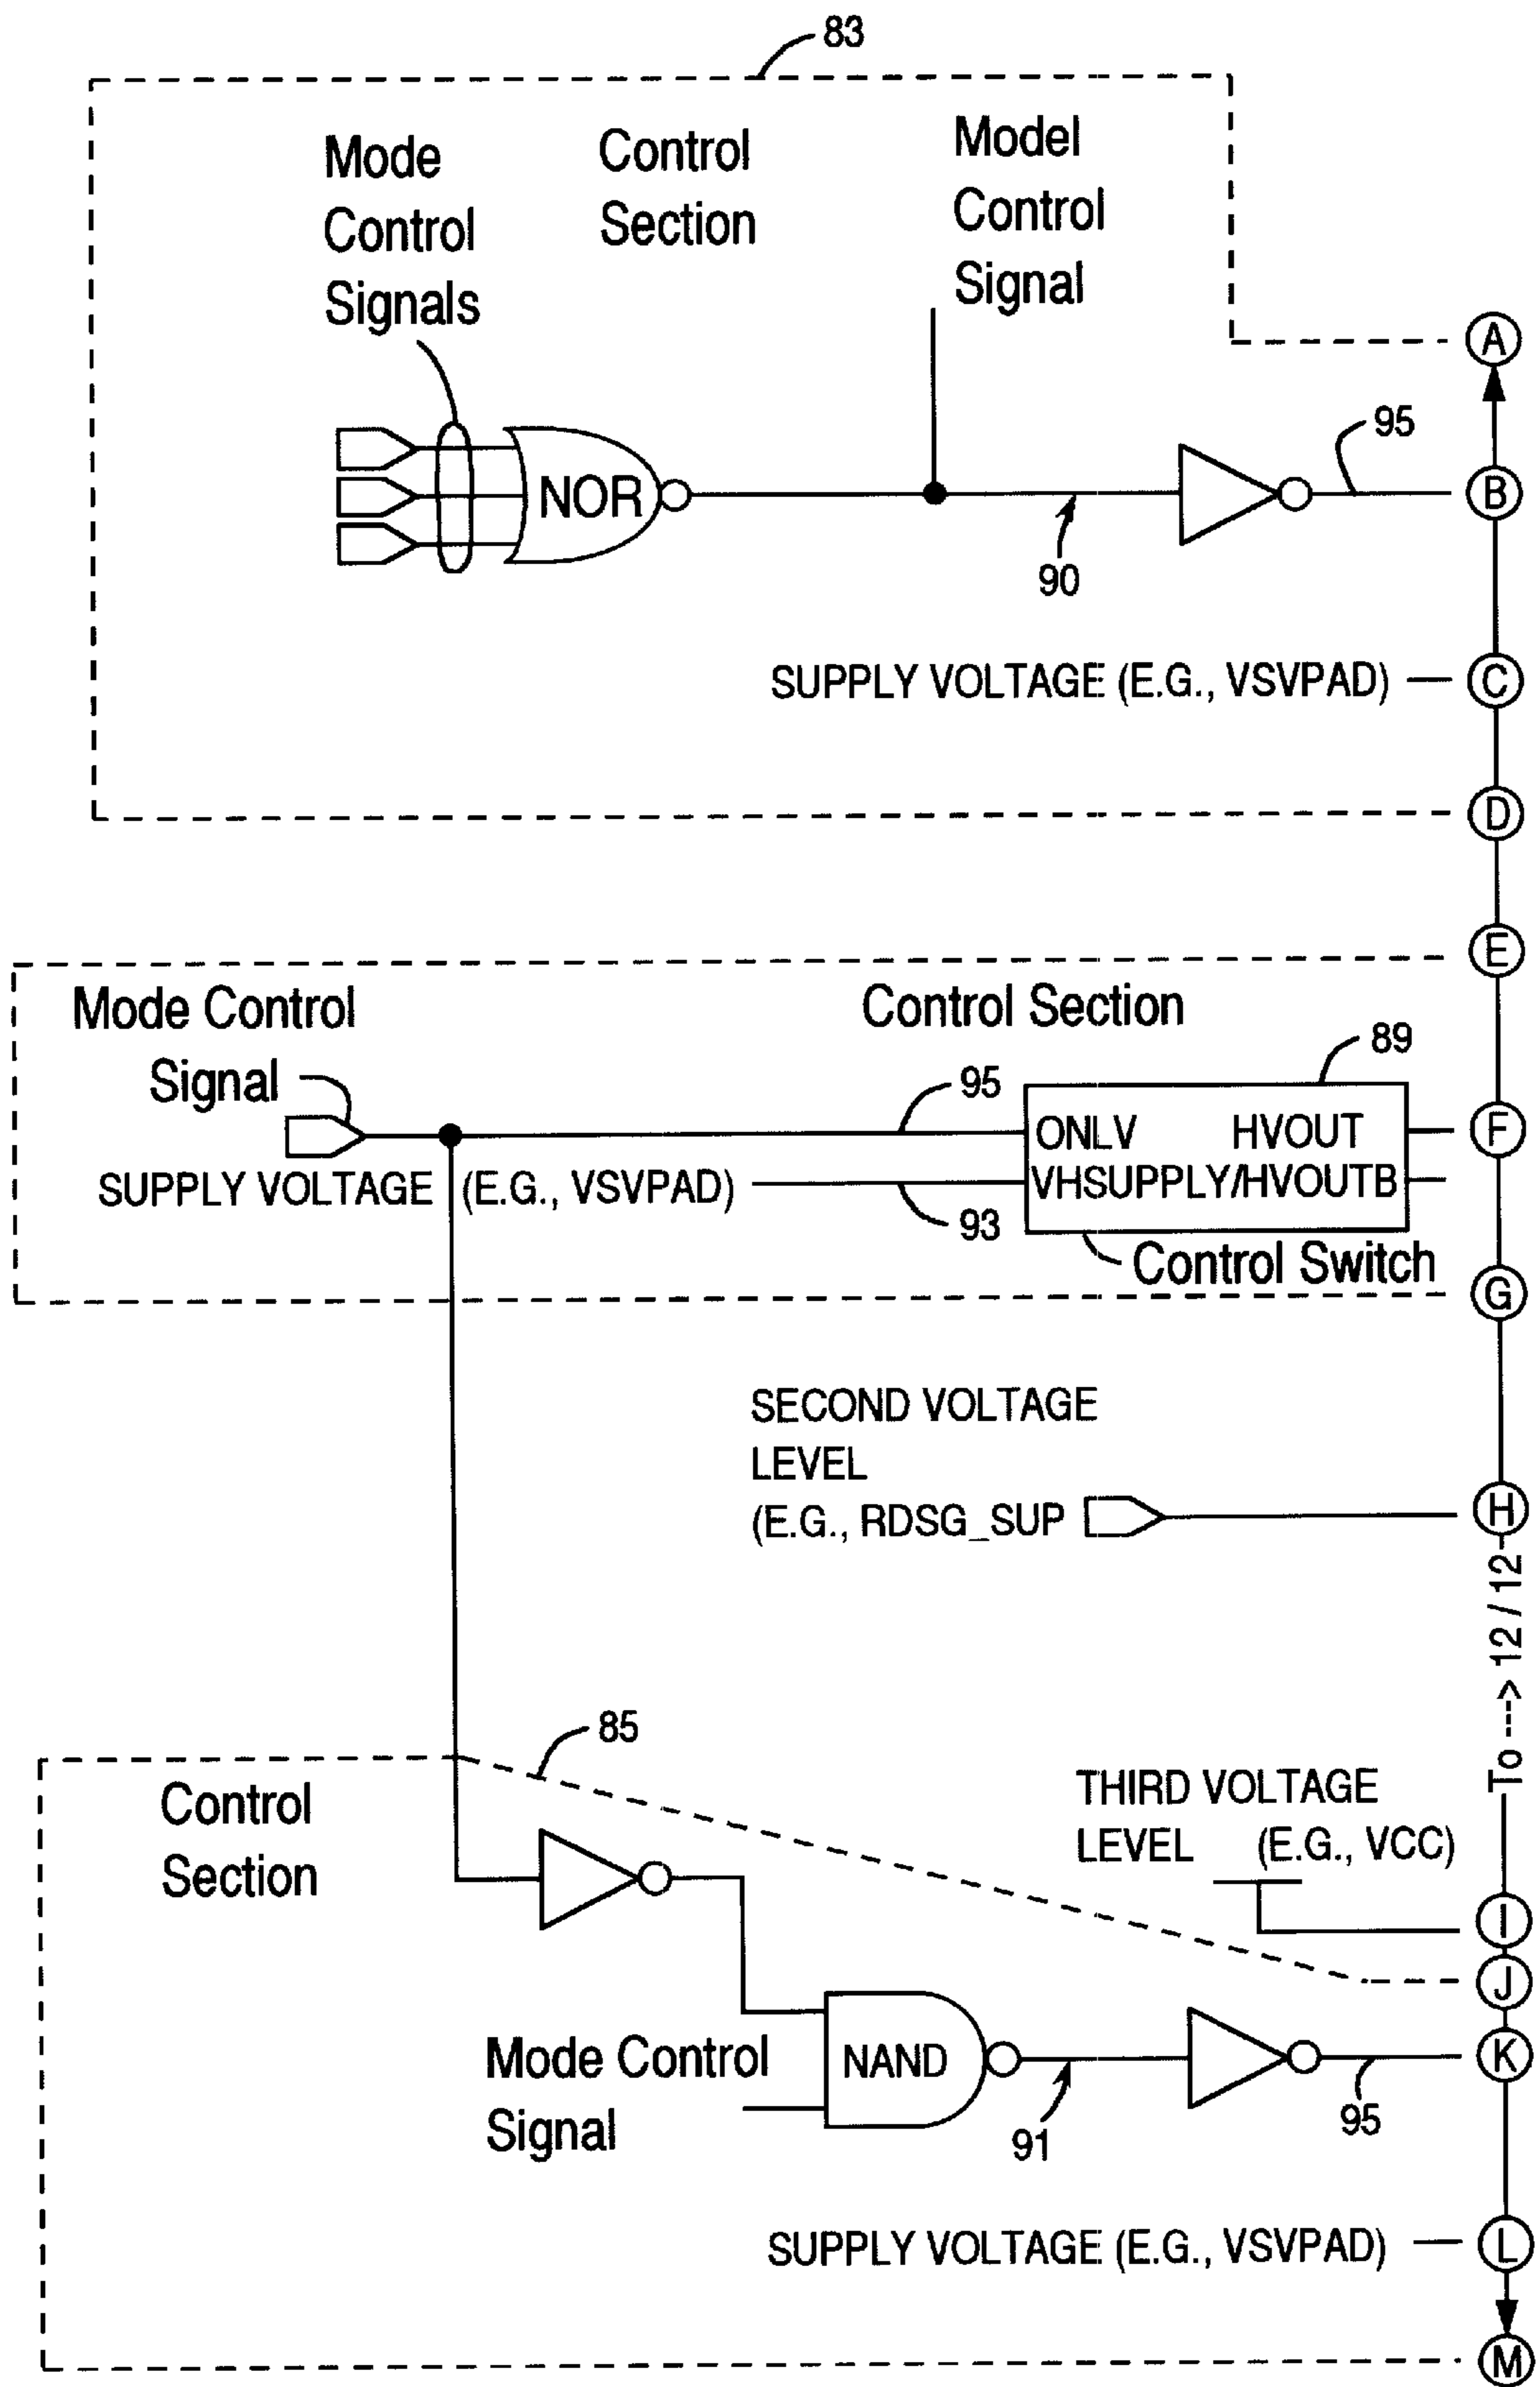 83
Mode
Control
Signals
Control
Section
Model
Control
Signal
A
NOR
90
95
B
SUPPLY VOLTAGE (E.G., VSVPAD)
C
D
E
Mode Control
Signal
Control Section
89
95
ONLV HVOUT
F
SUPPLY VOLTAGE (E.G., VSVPAD)
VHSUPPLY/HVOUTB
93
Control Switch
G
SECOND VOLTAGE
LEVEL
(E.G., RDSG_SUP
H
To ---> 12 / 12
85
Control
Section
THIRD VOLTAGE
LEVEL (E.G., VCC)
I
J
Mode Control
Signal
NAND
91
95
K
SUPPLY VOLTAGE (E.G., VSVPAD)
L
M